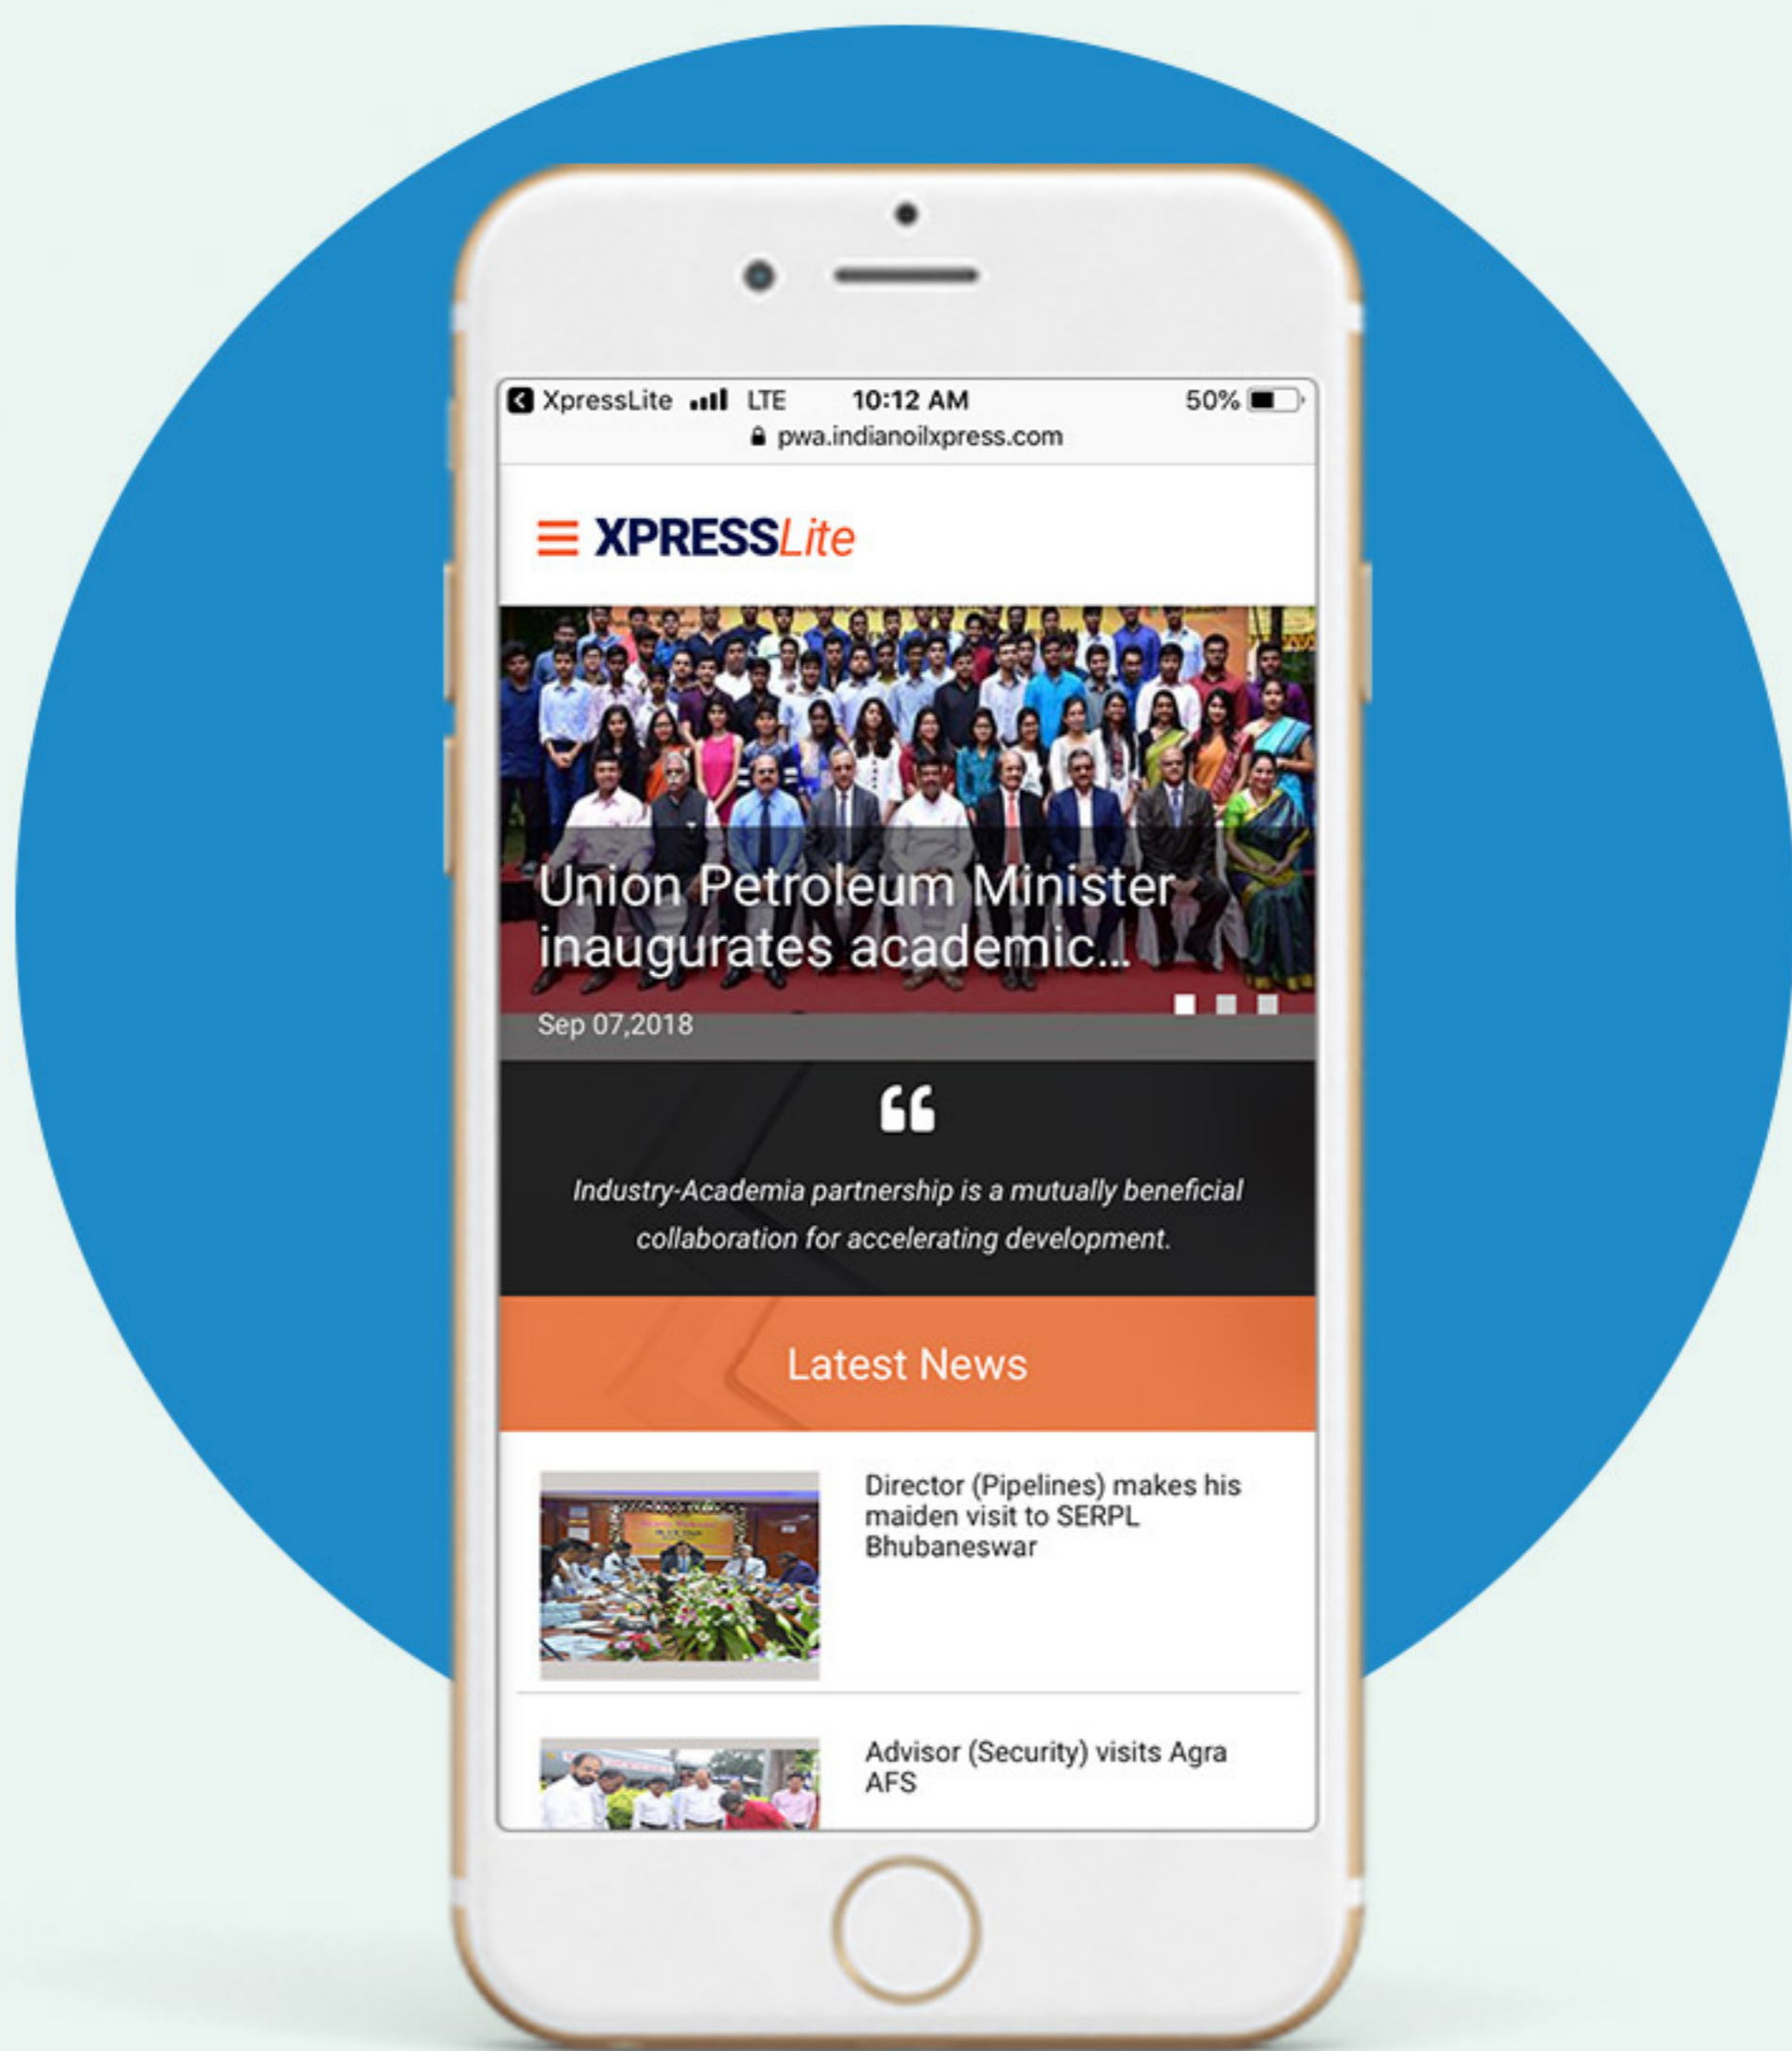 XpressLite LTE 10:12 AM 50%
pwa.indianoilxpress.com
XPRESSLite
Union Petroleum Minister
inaugurates academic...
Sep 07,2018
“
Industry-Academia partnership is a mutually beneficial
collaboration for accelerating development.
Latest News
Director (Pipelines) makes his
maiden visit to SERPL
Bhubaneswar
Advisor (Security) visits Agra
AFS